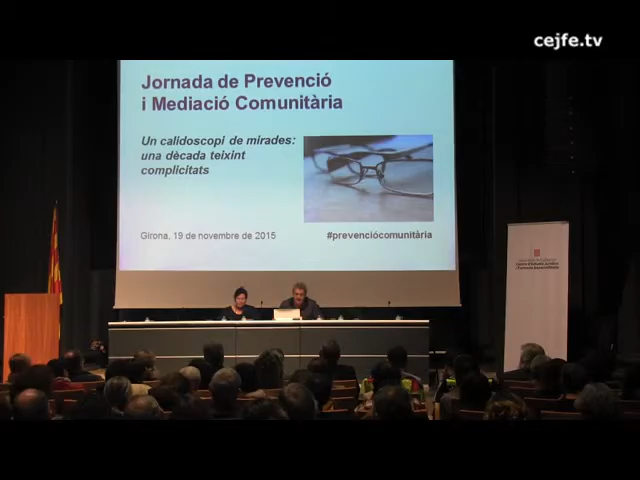 cejfe.tv
Jornada de Prevenció
i Mediació Comunitària
Un calidoscopi de mirades:
una dècada teixint
complicitats
Girona, 19 de novembre de 2015
#prevenciócomunitària